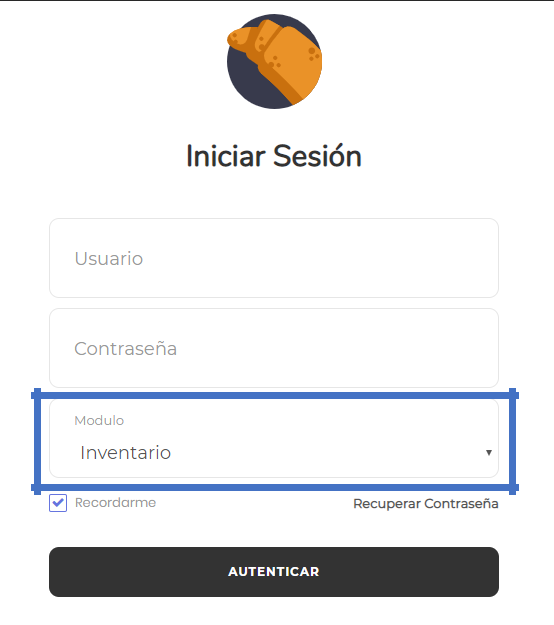 Iniciar Sesión
Usuario
Contraseña
Modulo
Inventario
Recordarme Recuperar Contraseña
AUTENTICAR